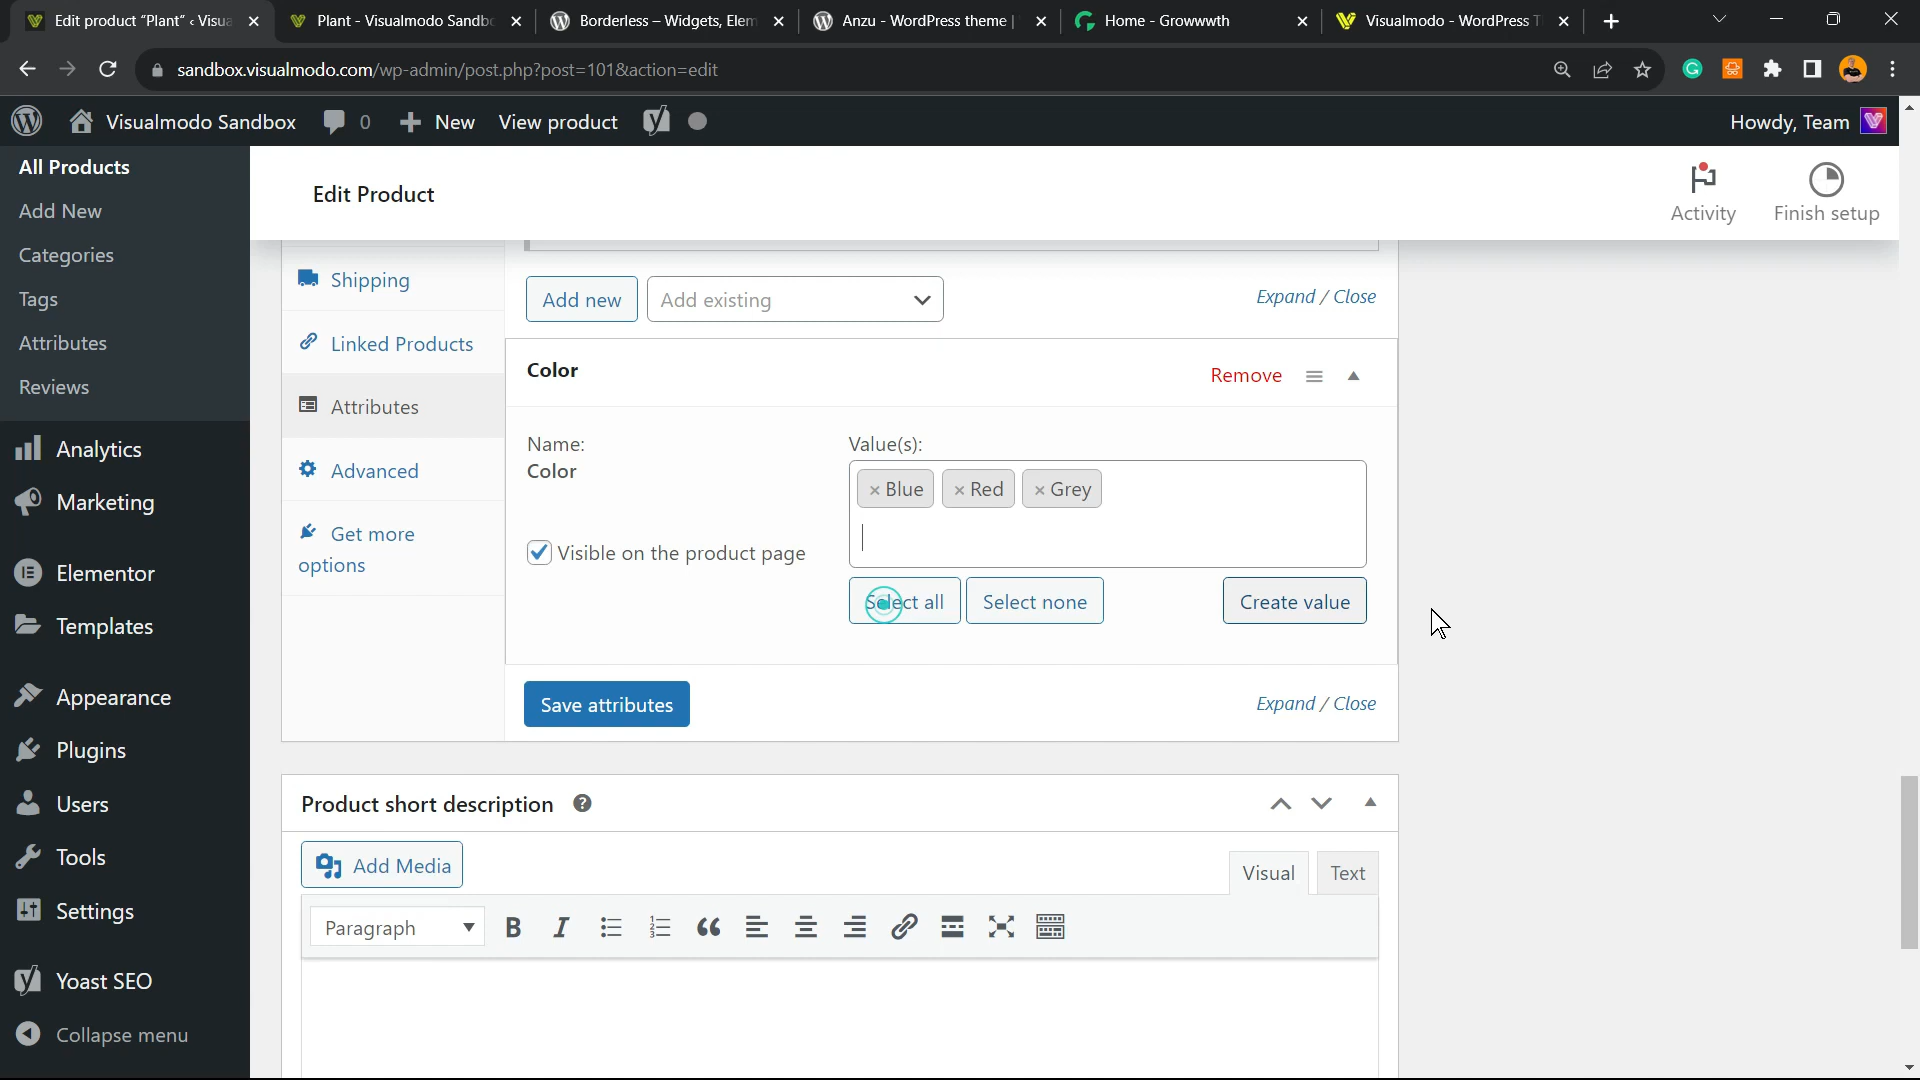 Edit product “Plant” ‹ Visua
Plant - Visualmodo Sandb
Borderless – Widgets, Elem
Anzu - WordPress theme |
Home - Growwwth
Visualmodo - WordPress T
sandbox.visualmodo.com/wp-admin/post.php?post=101&action=edit
Visualmodo Sandbox
0
New
View product
Howdy, Team
All Products
Add New
Categories
Tags
Attributes
Reviews
Analytics
Marketing
Elementor
Templates
Appearance
Plugins
Users
Tools
Settings
Yoast SEO
Collapse menu
Edit Product
Activity
Finish setup
Shipping
Linked Products
Attributes
Advanced
Get more
options
Add new
Add existing
Expand / Close
Color
Remove
Name:
Color
Value(s):
× Blue
× Red
× Grey
Visible on the product page
Select all
Select none
Create value
Save attributes
Expand / Close
Product short description
Add Media
Visual
Text
Paragraph